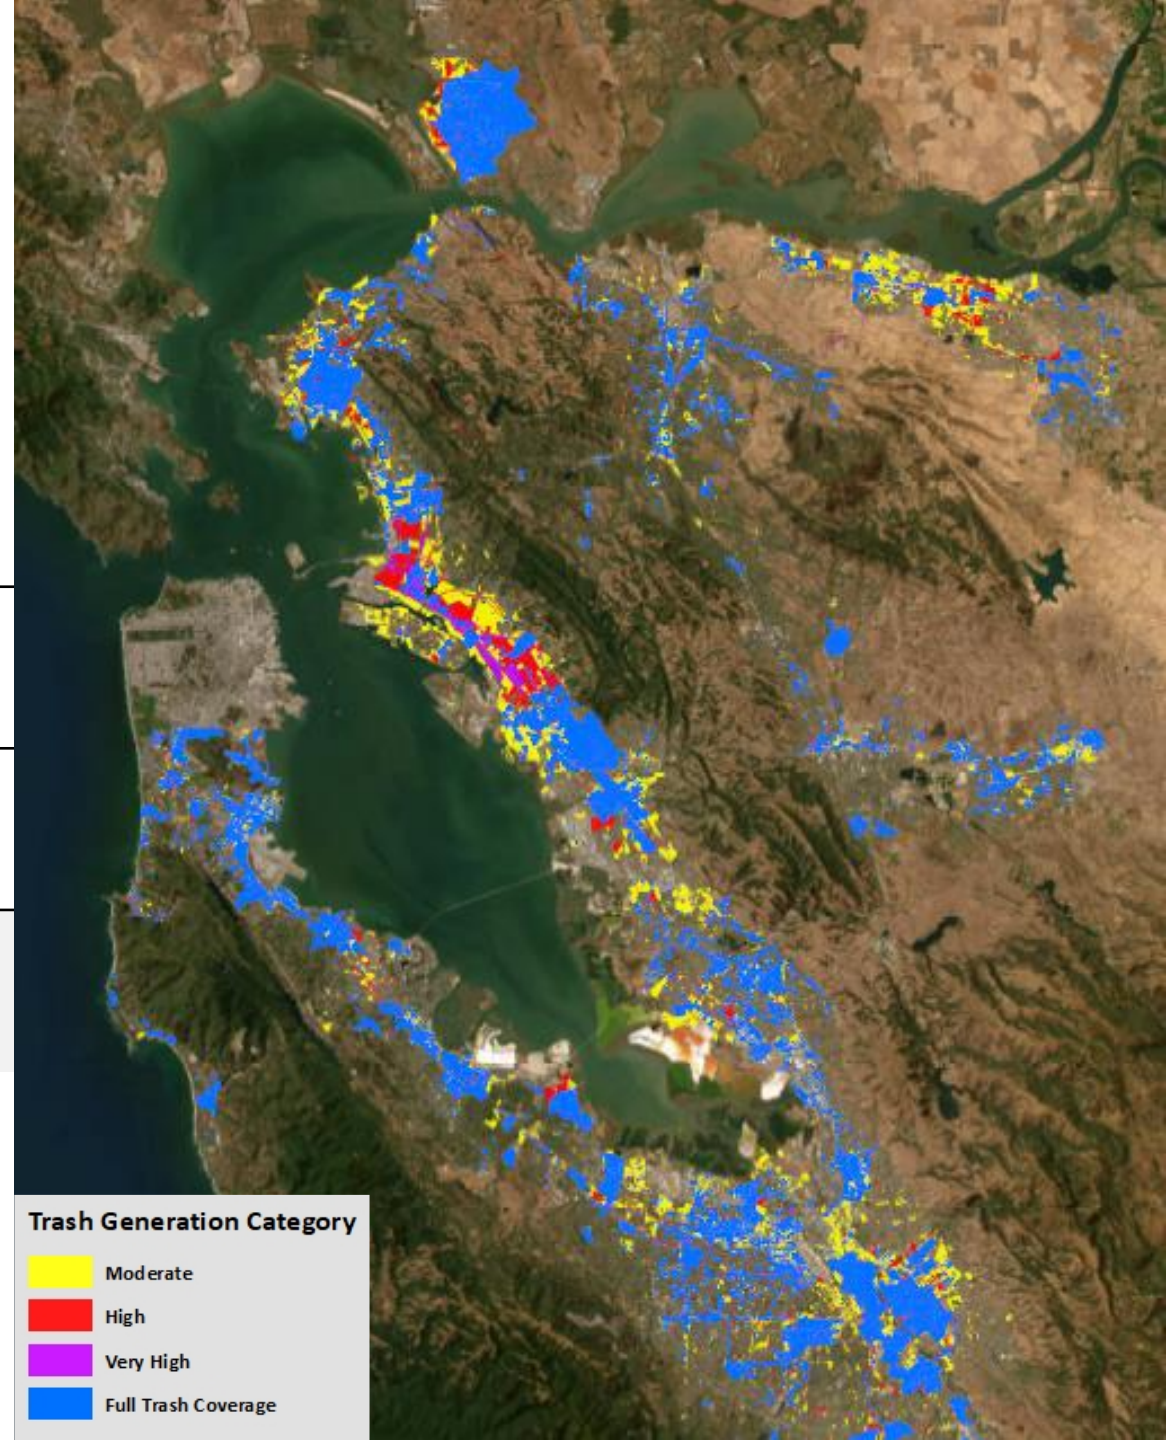 Trash Generation Category
Moderate
High
Very High
Full Trash Coverage